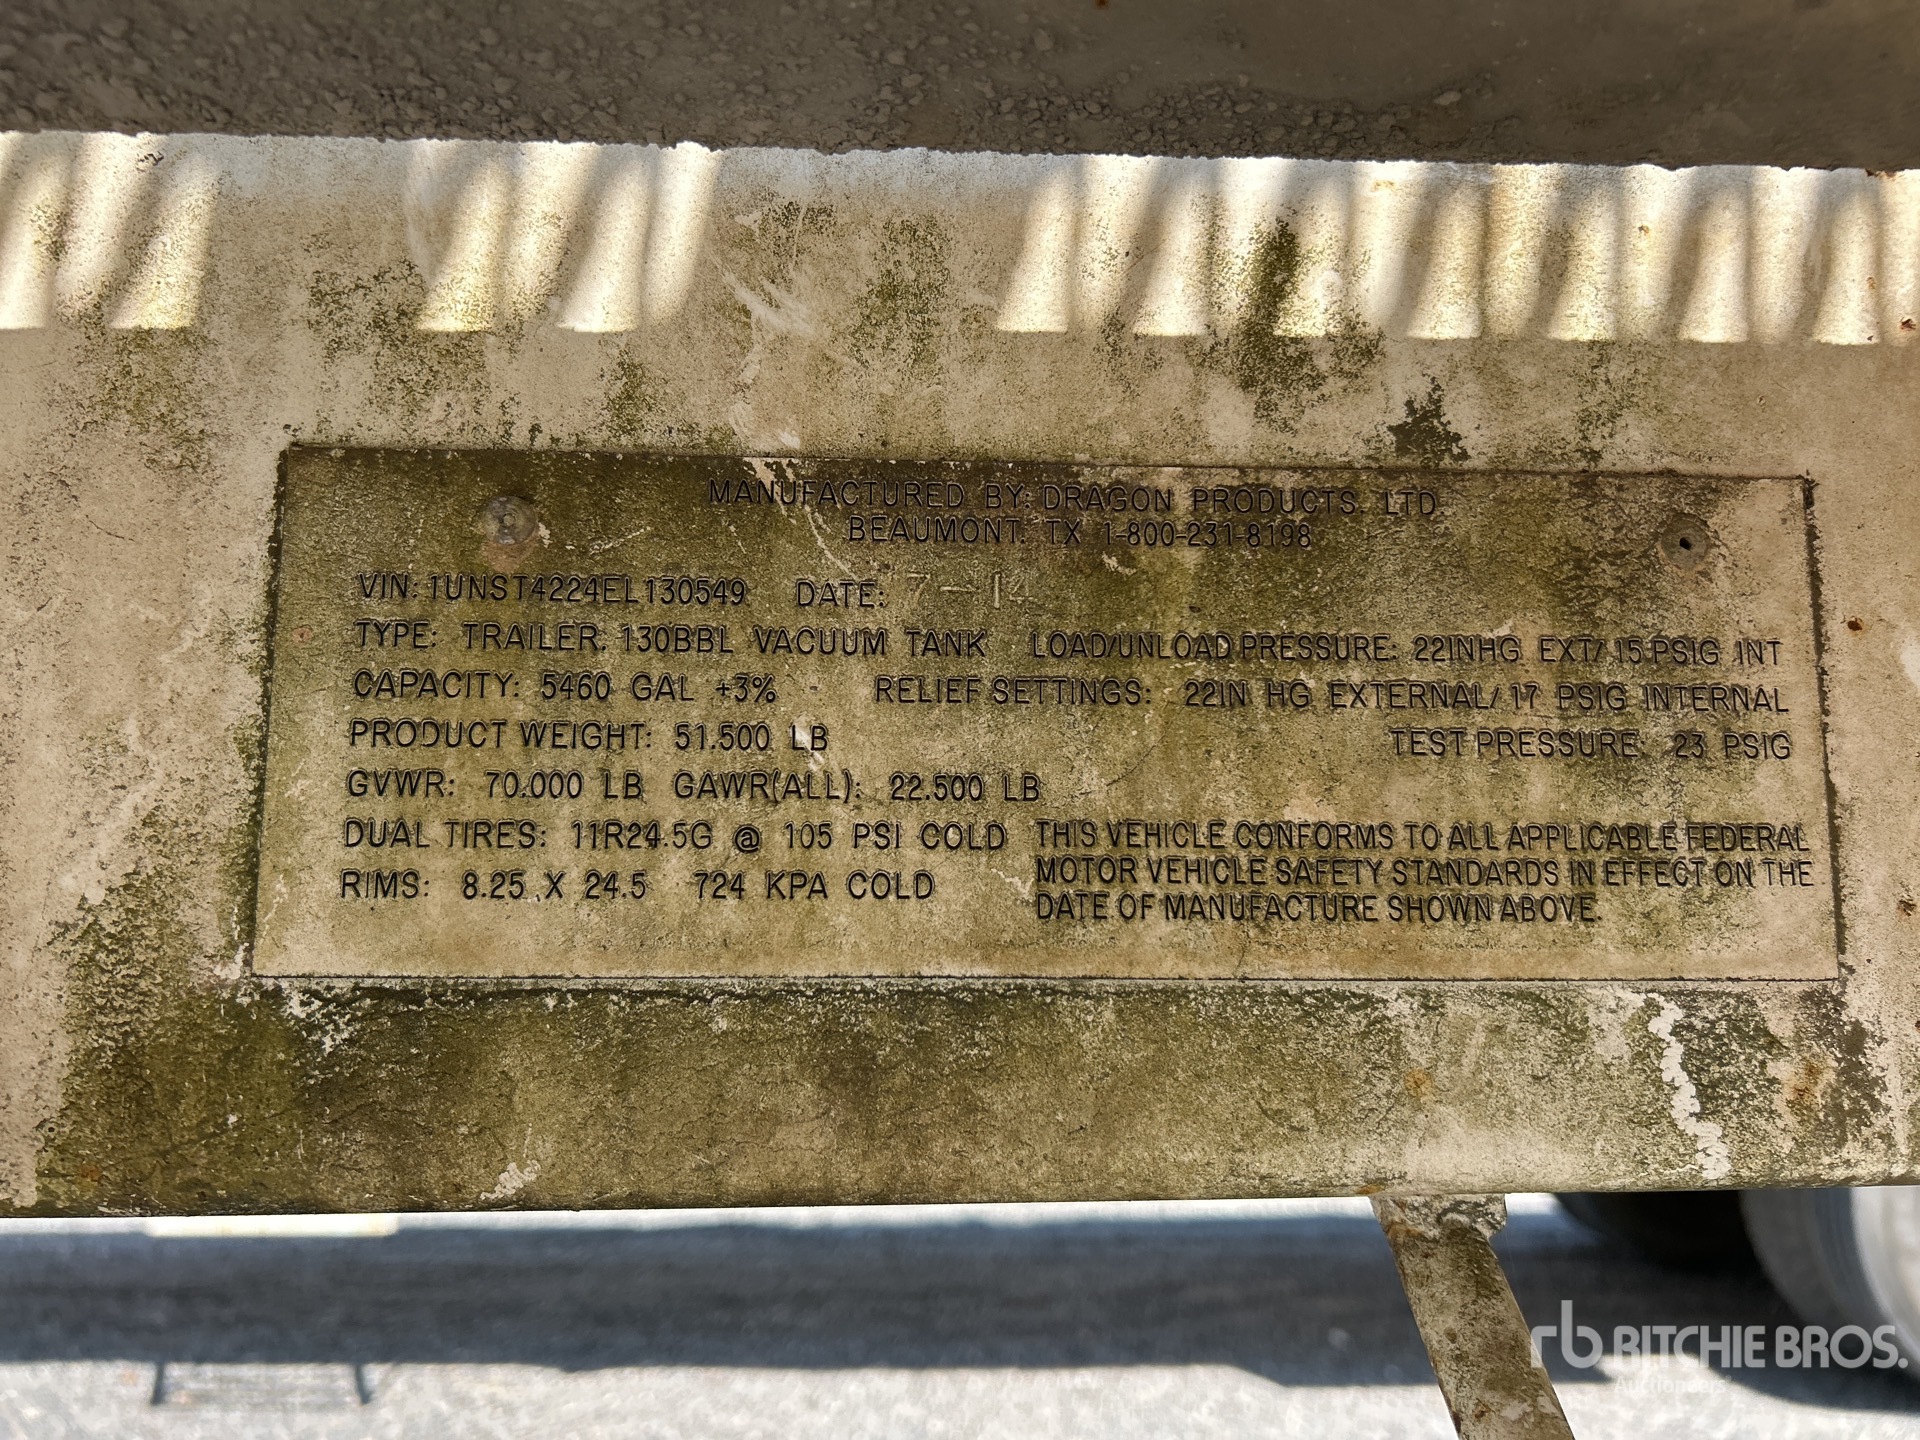 MANUFACTURED BY: DRAGON PRODUCTS. LTD.
BEAUMONT. TX 1-800-231-8198
VIN: 1UNST4224EL130549 DATE: 7-14
TYPE: TRAILER. 130BBL VACUUM TANK LOAD/UNLOAD PRESSURE: 22INHG EXT/ 15 PSIG INT
CAPACITY: 5460 GAL +3% RELIEF SETTINGS: 22IN HG EXTERNAL/ 17 PSIG INTERNAL
PRODUCT WEIGHT: 51.500 LB TEST PRESSURE: 23 PSIG
GVWR: 70.000 LB GAWR(ALL): 22.500 LB
DUAL TIRES: 11R24.5G @ 105 PSI COLD
RIMS: 8.25 X 24.5 724 KPA COLD
THIS VEHICLE CONFORMS TO ALL APPLICABLE FEDERAL
MOTOR VEHICLE SAFETY STANDARDS IN EFFECT ON THE
DATE OF MANUFACTURE SHOWN ABOVE.
rb RITCHIE BROS.
Auctioneers